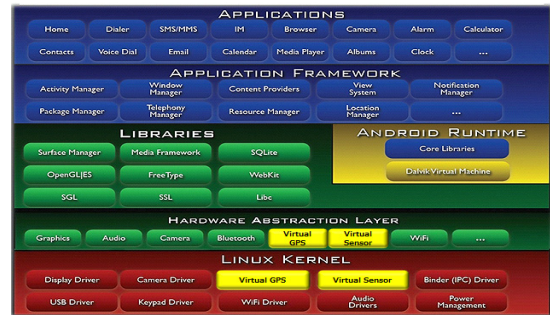 APPLICATIONS
Home Dialer SMS/MMS IM Browser Camera Alarm Calculator
Contacts Voice Dial Email Calendar Media Player Albums Clock ...
APPLICATION FRAMEWORK
Activity Manager Window Manager Content Providers View System Notification Manager
Package Manager Telephony Manager Resource Manager Location Manager ...
LIBRARIES
Surface Manager Media Framework SQLite
OpenGL|ES FreeType WebKit
SGL SSL Libc
ANDROID RUNTIME
Core Libraries
Dalvik Virtual Machine
HARDWARE ABSTRACTION LAYER
Graphics Audio Camera Bluetooth Virtual GPS Virtual Sensor WiFi ...
LINUX KERNEL
Display Driver Camera Driver Virtual GPS Virtual Sensor Binder (IPC) Driver
USB Driver Keypad Driver WiFi Driver Audio Drivers Power Management